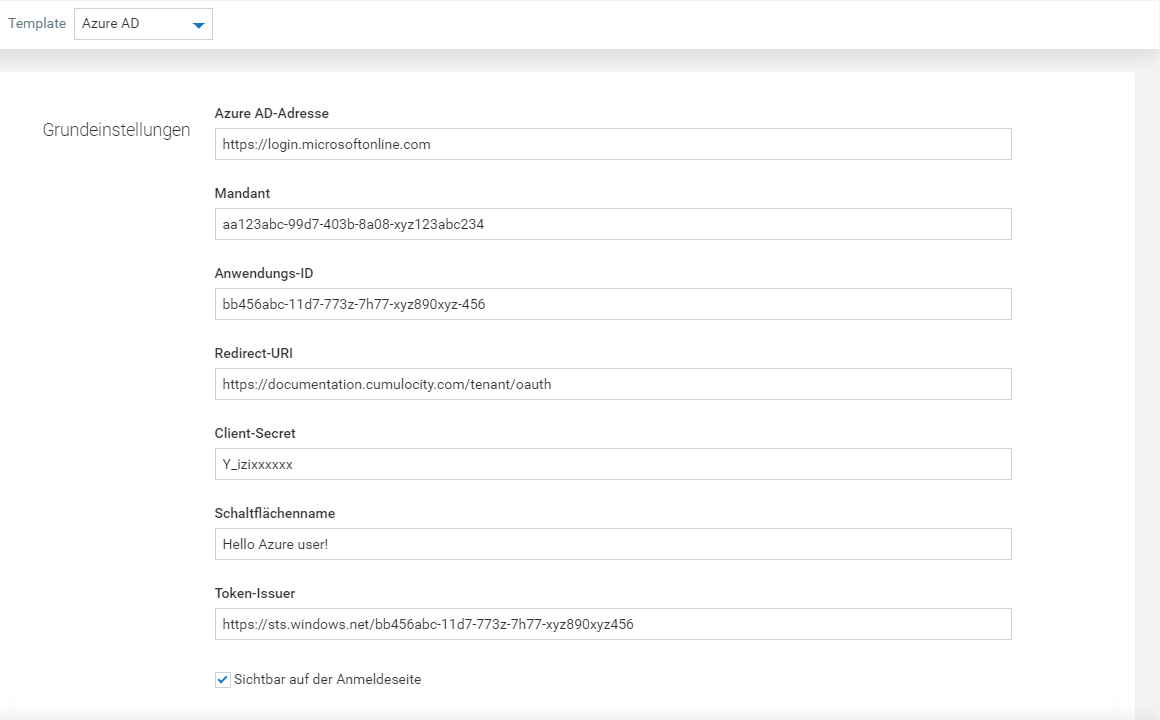 Template Azure AD
Grundeinstellungen
Azure AD-Adresse
https://login.microsoftonline.com
Mandant
aa123abc-99d7-403b-8a08-xyz123abc234
Anwendungs-ID
bb456abc-11d7-773z-7h77-xyz890xyz-456
Redirect-URI
https://documentation.cumulocity.com/tenant/oauth
Client-Secret
Y_izixxxxxx
Schaltflächenname
Hello Azure user!
Token-Issuer
https://sts.windows.net/bb456abc-11d7-773z-7h77-xyz890xyz456
Sichtbar auf der Anmeldeseite